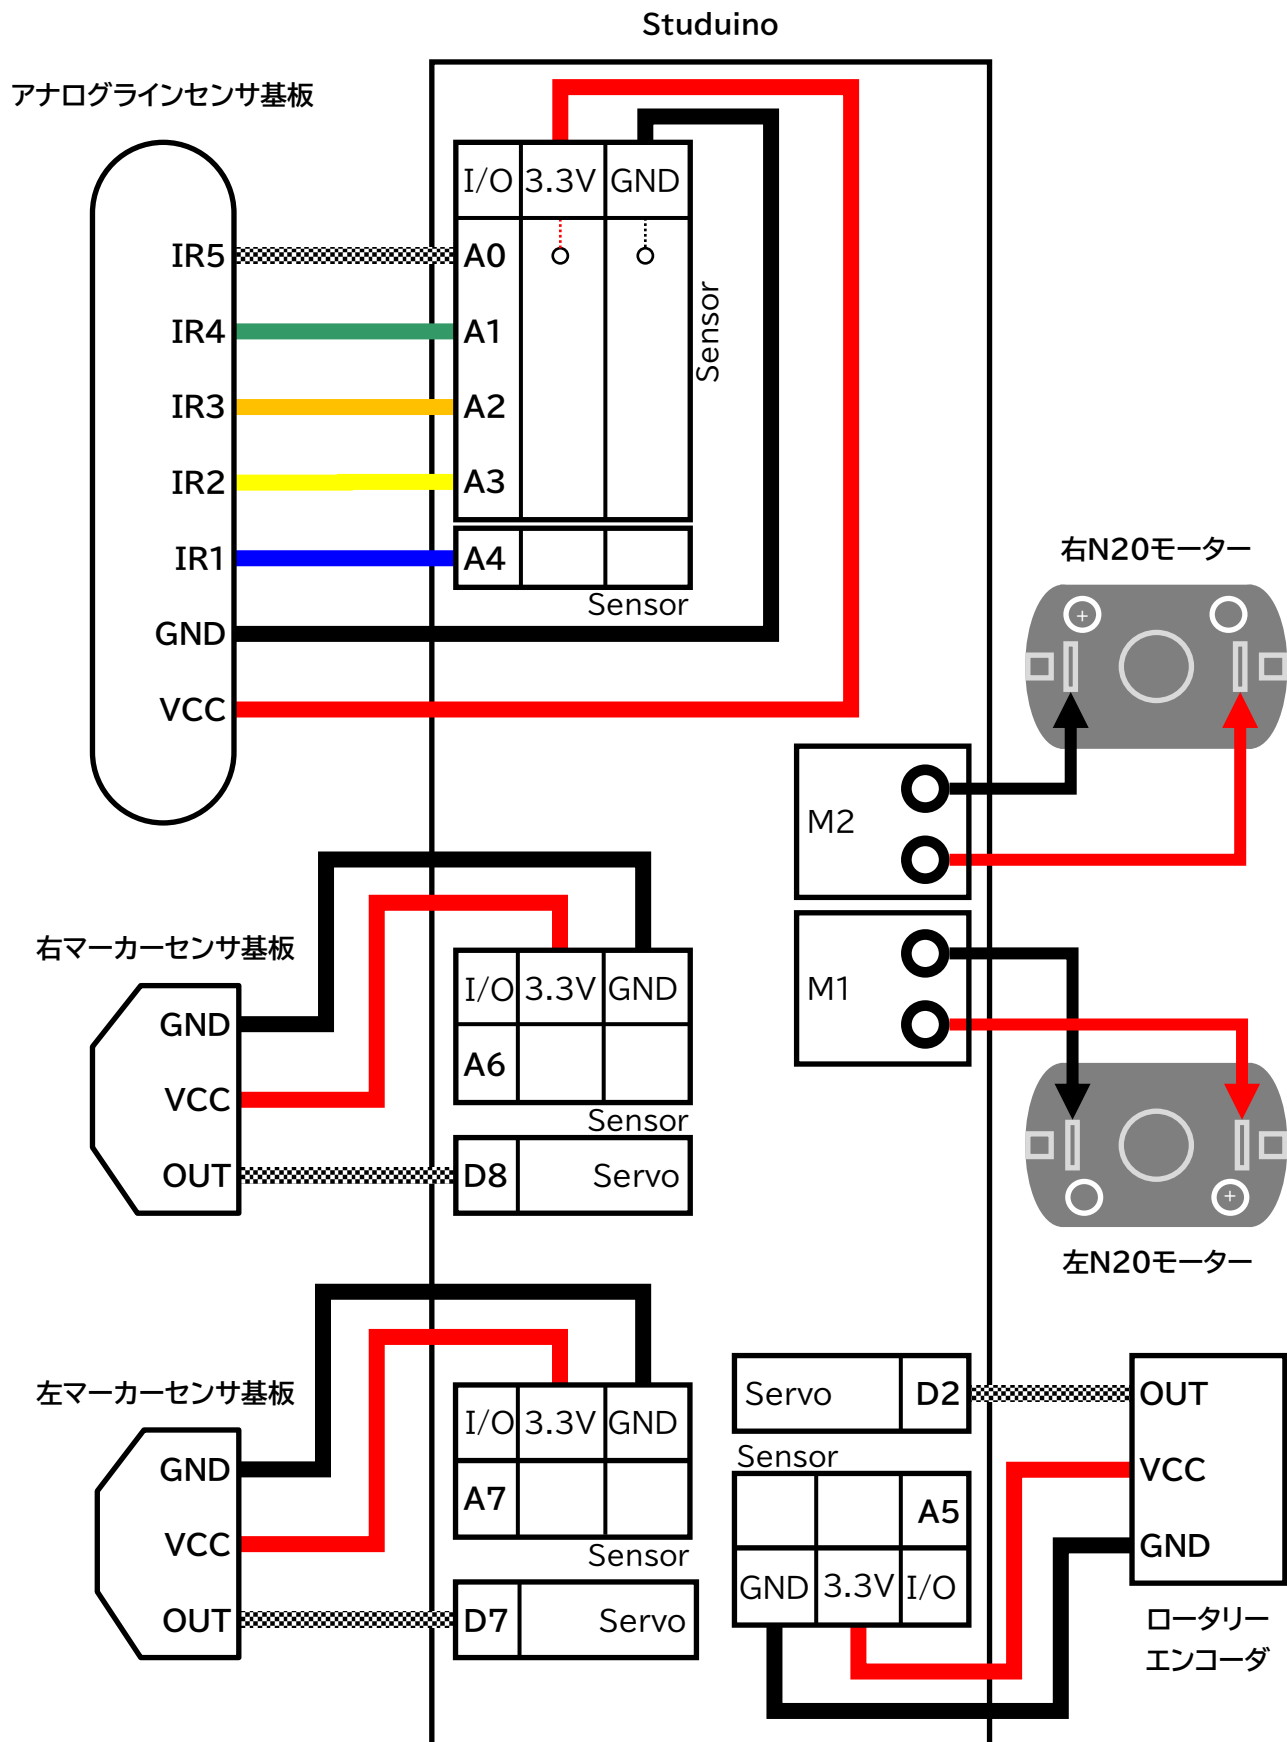 Studuino
アナログラインセンサ基板
I/O 3.3V GND
IR5 A0
IR4 A1
Sensor
IR3 A2
IR2 A3
IR1 A4
Sensor
GND
VCC
右N20モーター
+
M2
右マーカーセンサ基板
I/O 3.3V GND
M1
GND
A6
VCC
Sensor
OUT D8 Servo
+
左N20モーター
左マーカーセンサ基板
I/O 3.3V GND
GND
A7
VCC
Sensor
OUT D7 Servo
Servo D2 OUT
Sensor
VCC
A5
GND
GND 3.3V I/O
ロータリー
エンコーダ